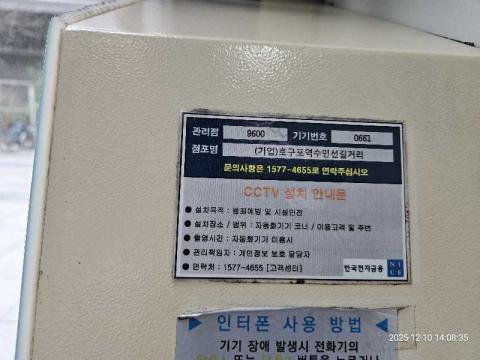 관리점 9600 기기번호 0661
점포명 (기업)호구포역수인선길거리
문의사항은 1577-4655로 연락주십시오
CCTV 설치 안내문
● 설치목적 : 범죄예방 및 시설안전
● 설치장소 / 범위 : 자동화기기 코너 / 이용고객 및 주변
● 촬영시간 : 자동화기기 이용시
● 관리책임자 : 개인정보 보호 담당자
● 연락처 : 1577-4655 [고객센터]
한국전자금융 NICE
▶ 인터폰 사용 방법 ◀
기기 장애 발생시 전화기의
2025-12-10 14:08:35